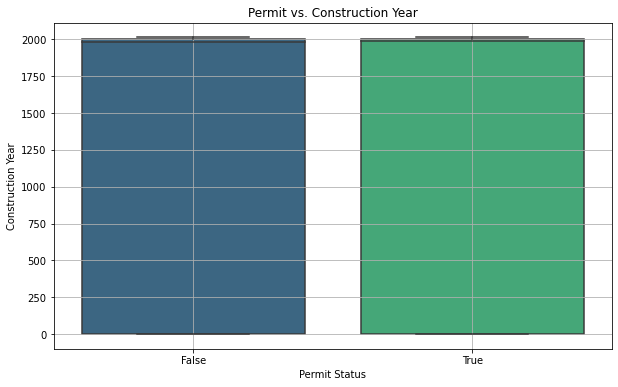 Permit vs. Construction Year
Construction Year
2000
1750
1500
1250
1000
750
500
250
0
False
True
Permit Status